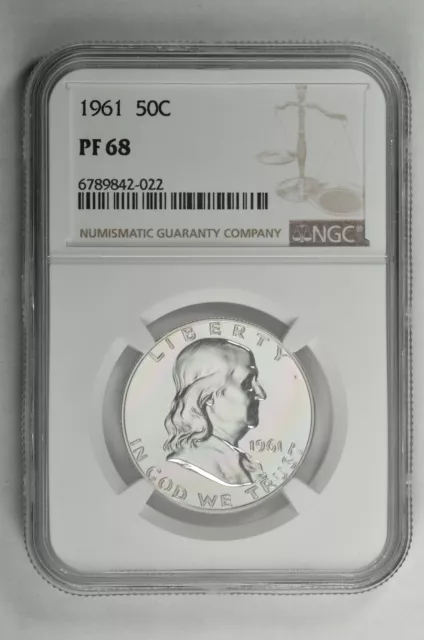 1961 50C
PF 68
6789842-022
NUMISMATIC GUARANTY COMPANY
NGC®
LIBERTY
1961
IN GOD WE TRUST